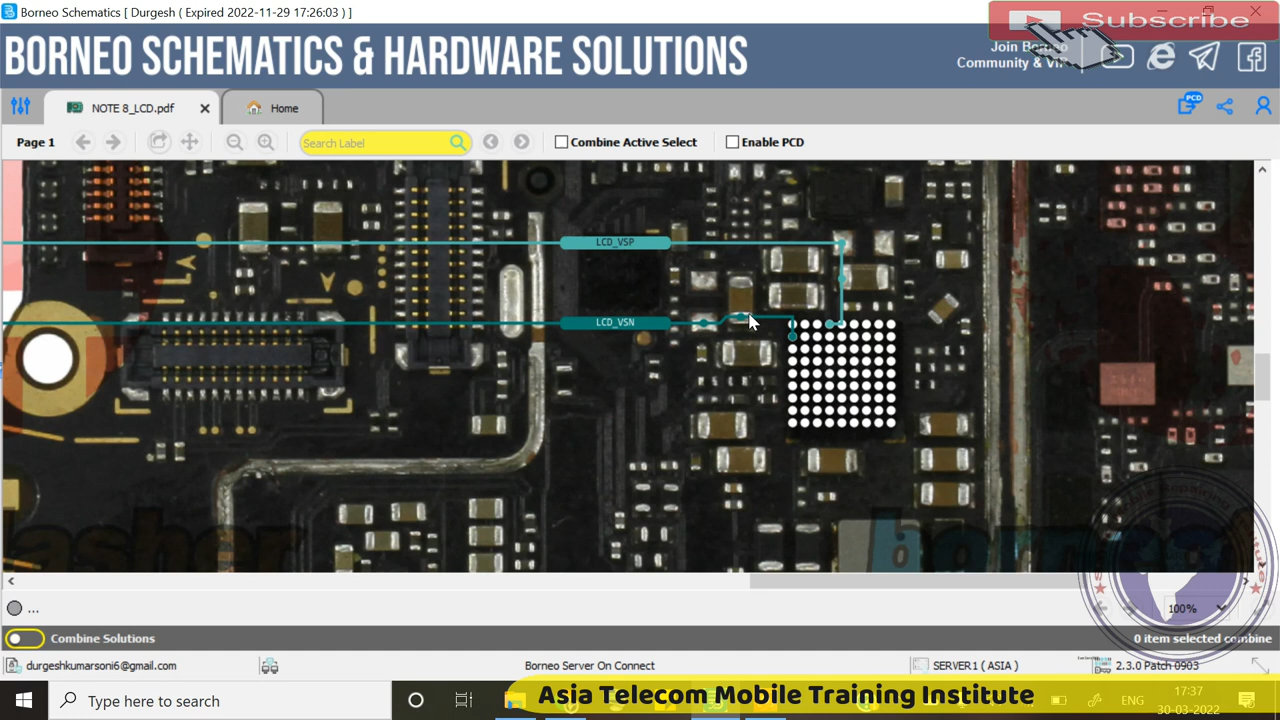 Borneo Schematics [ Durgesh ( Expired 2022-11-29 17:26:03 ) ]
Subscribe
BORNEO SCHEMATICS & HARDWARE SOLUTIONS
Join Borneo
Community & VIP
NOTE 8_LCD.pdf
Home
PCD
Page 1
Search Label
Combine Active Select
Enable PCD
LCD_VSP
LCD_VSN
asher
borneo
...
100%
Combine Solutions
0 item selected combine
durgeshkumarsoni6@gmail.com
Borneo Server On Connect
SERVER1 ( ASIA )
2.3.0 Patch 0903
Type here to search
Asia Telecom Mobile Training Institute
ENG
17:37
30-03-2022